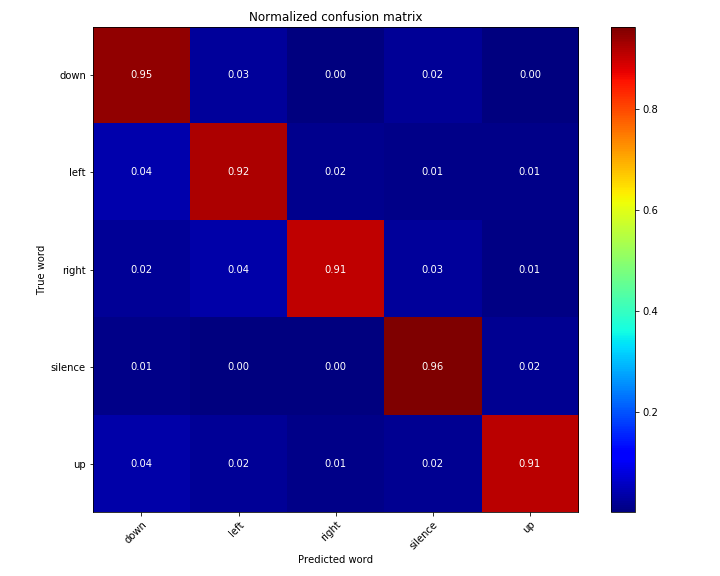 Normalized confusion matrix
down 0.95 0.03 0.00 0.02 0.00
0.8
left 0.04 0.92 0.02 0.01 0.01
0.6
True word
right 0.02 0.04 0.91 0.03 0.01
0.4
silence 0.01 0.00 0.00 0.96 0.02
0.2
up 0.04 0.02 0.01 0.02 0.91
down left right silence up
Predicted word